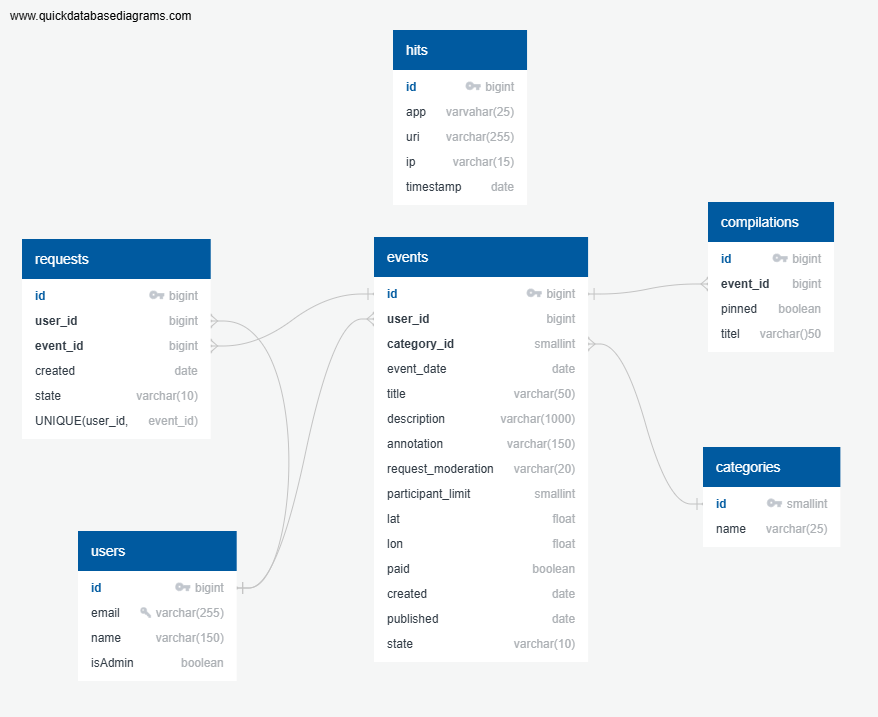 www.quickdatabasediagrams.com
hits
id bigint
app varvahar(25)
uri varchar(255)
ip varchar(15)
timestamp date
compilations
id bigint
event_id bigint
pinned boolean
titel varchar()50
requests
id bigint
user_id bigint
event_id bigint
created date
state varchar(10)
UNIQUE(user_id, event_id)
events
id bigint
user_id bigint
category_id smallint
event_date date
title varchar(50)
description varchar(1000)
annotation varchar(150)
request_moderation varchar(20)
participant_limit smallint
lat float
lon float
paid boolean
created date
published date
state varchar(10)
categories
id smallint
name varchar(25)
users
id bigint
email varchar(255)
name varchar(150)
isAdmin boolean